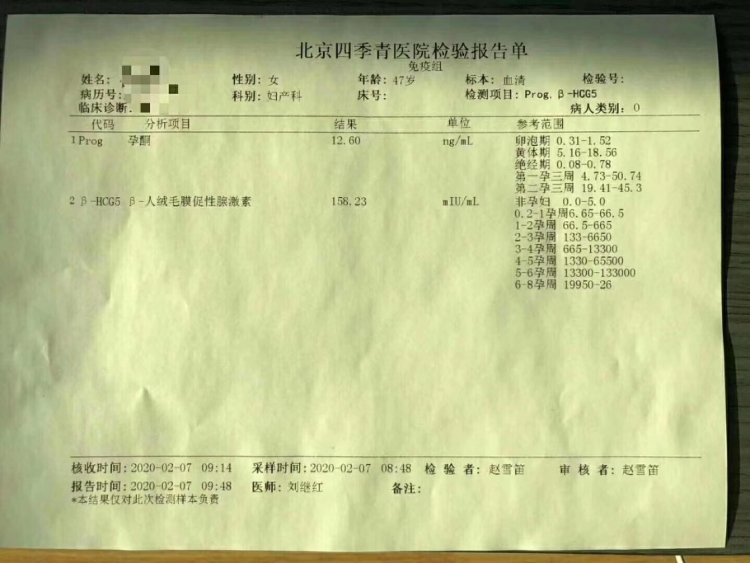 北京四季青医院检验报告单
免疫组
姓名: 性别: 女 年龄: 47岁 标本: 血清 检验号:
病历号: 科别: 妇产科 床号: 检测项目: Prog,β-HCG5
临床诊断: 病人类别: 0
代码 分析项目 结果 单位 参考范围
1 Prog 孕酮 12.60 ng/mL 卵泡期 0.31-1.52
黄体期 5.16-18.56
绝经期 0.08-0.78
第一孕三周 4.73-50.74
第二孕三周 19.41-45.3
2 β-HCG5 β-人绒毛膜促性腺激素 158.23 mIU/mL 非孕妇 0.0-5.0
0.2-1孕周 6.65-66.5
1-2孕周 66.5-665
2-3孕周 133-6650
3-4孕周 665-13300
4-5孕周 1330-65500
5-6孕周 13300-133000
6-8孕周 19950-26
核收时间: 2020-02-07 09:14 采样时间: 2020-02-07 08:48 检 验 者: 赵雪笛 审 核 者: 赵雪笛
报告时间: 2020-02-07 09:48 医师: 刘继红 备注:
*本结果仅对此次检测样本负责